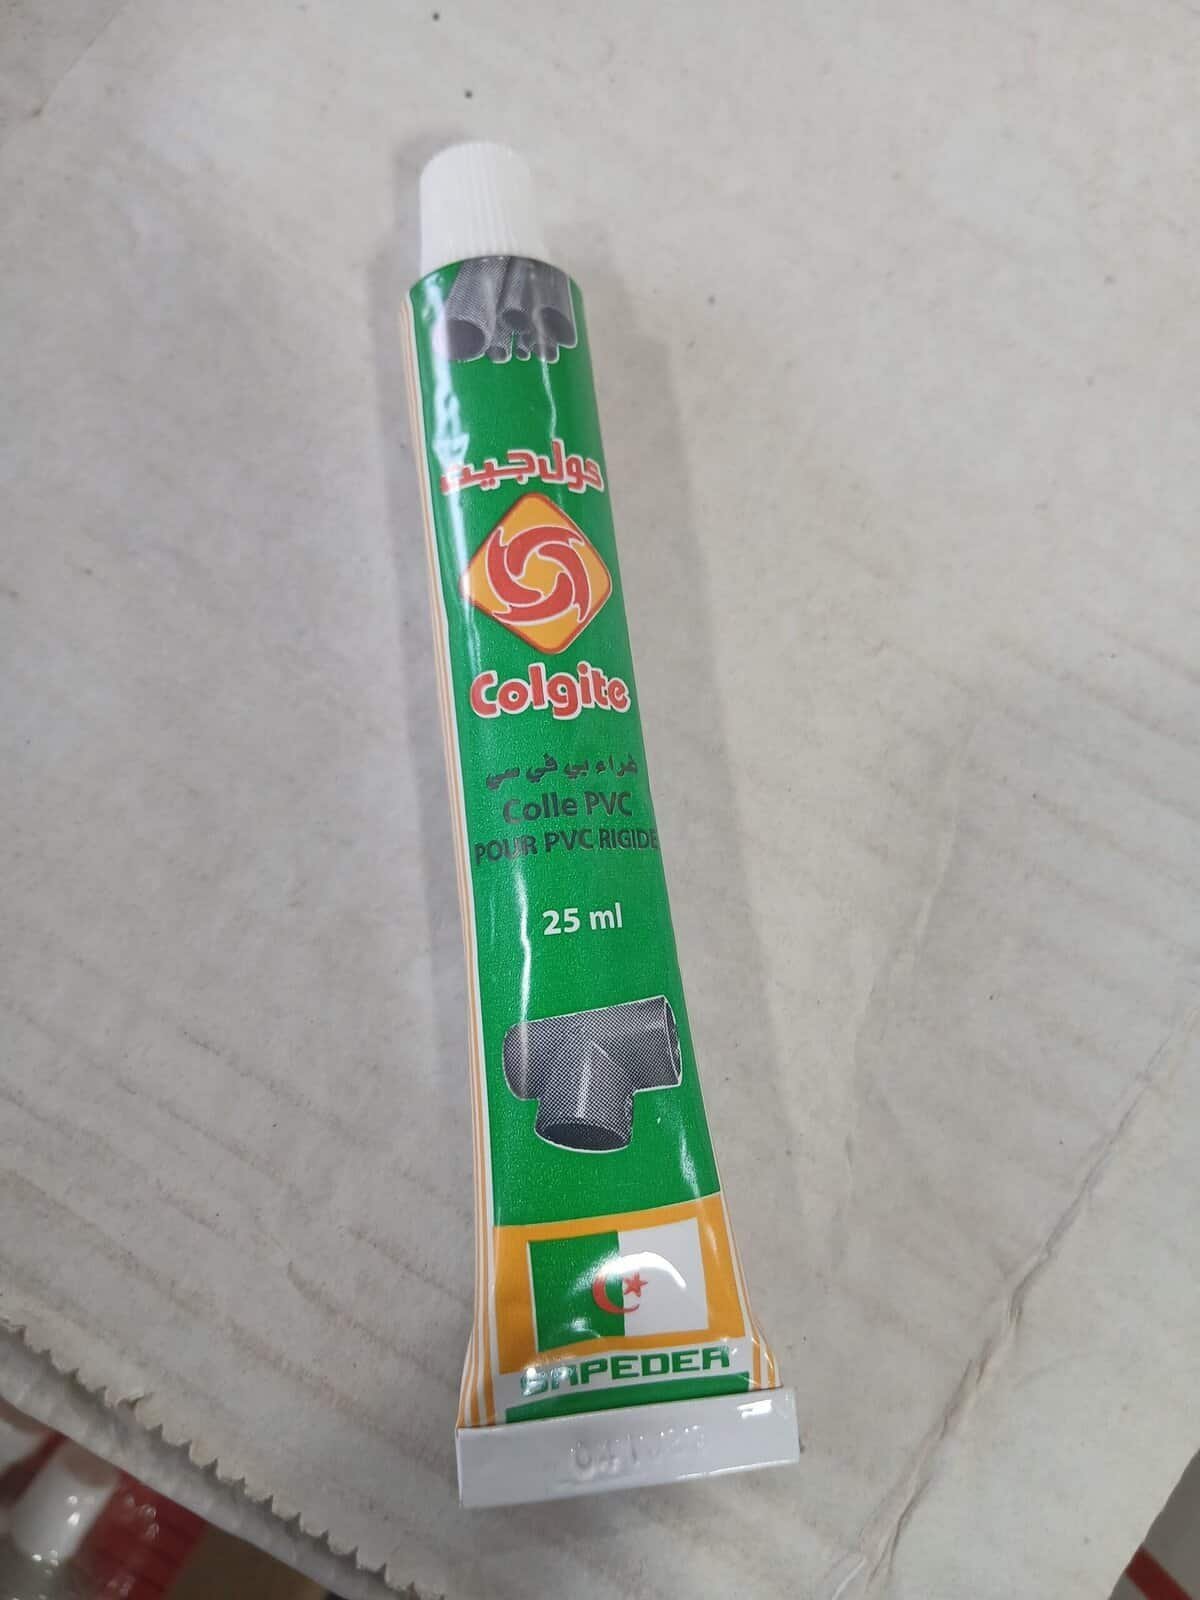 كول جيت
Colgite
غراء بي في سي
Colle PVC
POUR PVC RIGIDE
25 ml
SAPEDER